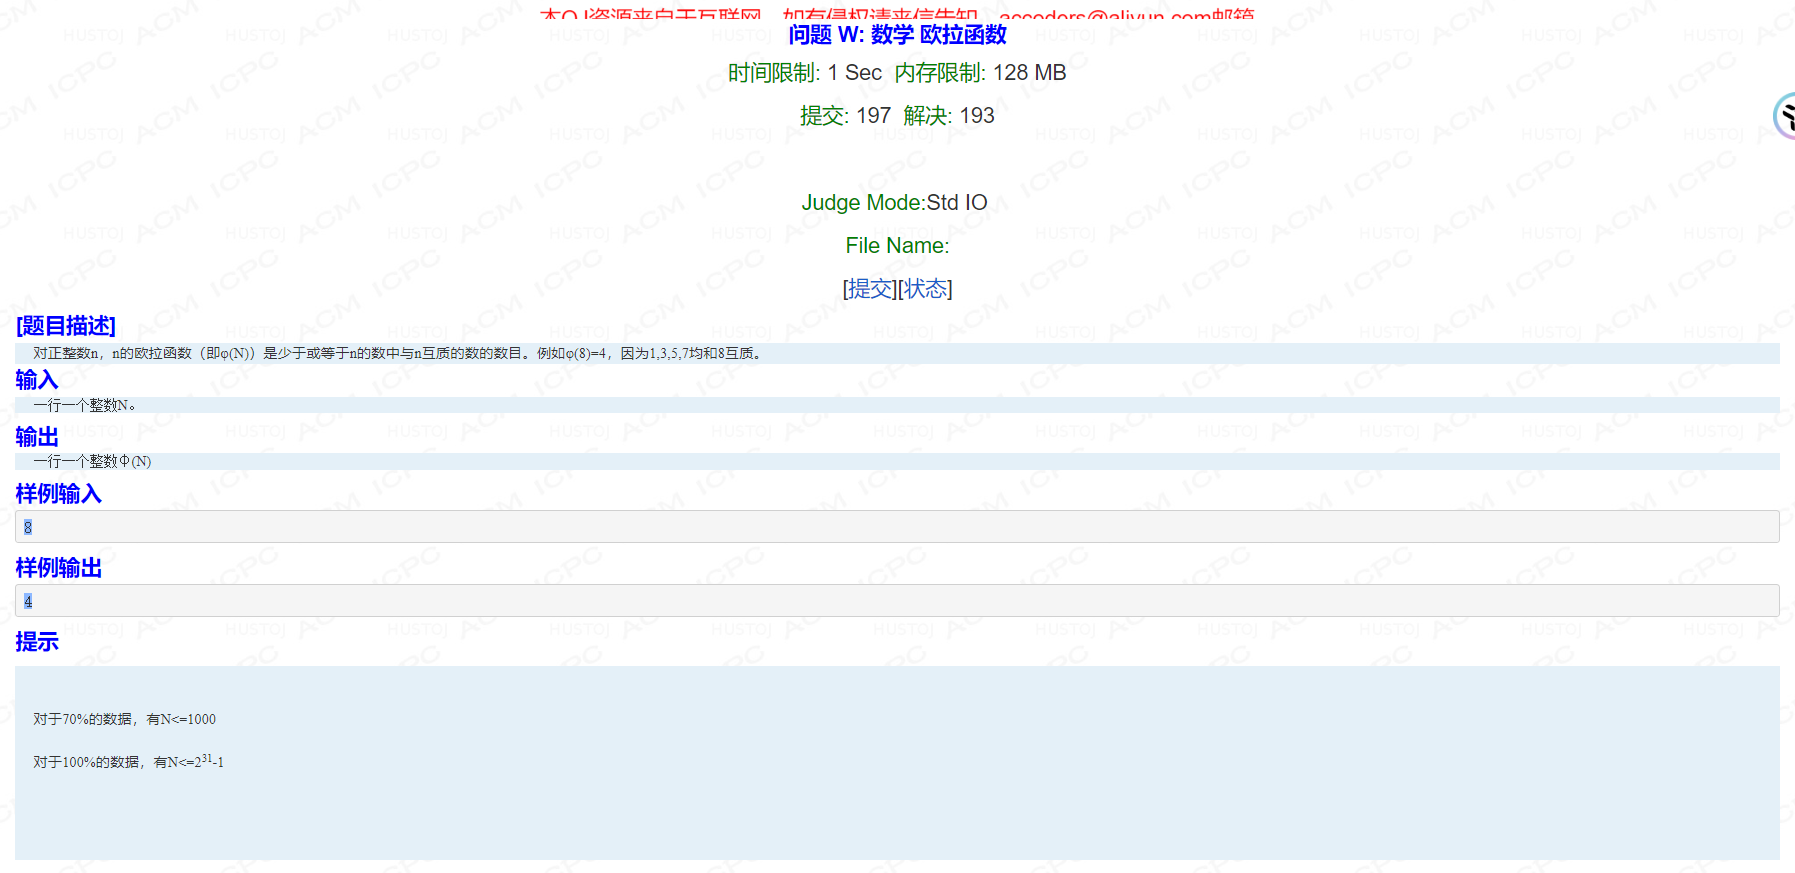 本OJ资源来自于互联网，如有侵权请来信告知，accoders@aliyun.com邮箱
问题 W: 数学 欧拉函数
时间限制: 1 Sec 内存限制: 128 MB
提交: 197 解决: 193
Judge Mode:Std IO
File Name:
[提交][状态]
[题目描述]
对正整数n，n的欧拉函数（即φ(N)）是少于或等于n的数中与n互质的数的数目。例如φ(8)=4，因为1,3,5,7均和8互质。
输入
一行一个整数N。
输出
一行一个整数Φ(N)
样例输入
8
样例输出
4
提示
对于70%的数据，有N<=1000
对于100%的数据，有N<=2³¹-1